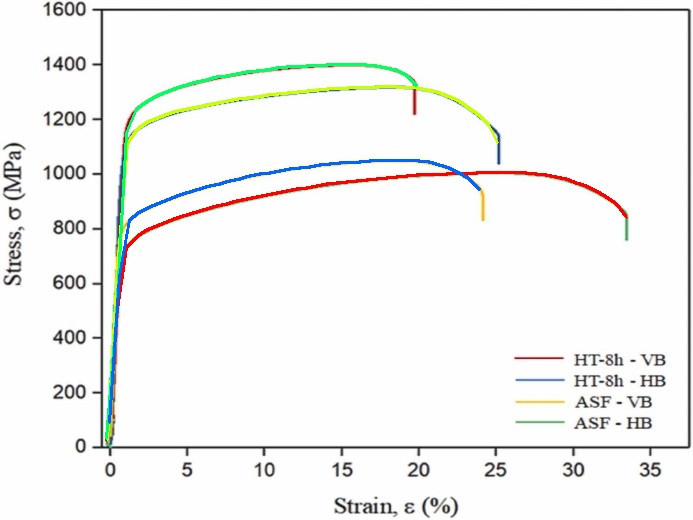 1600
1400
1200
1000
800
600
400
200
0
Stress, σ (MPa)
0 5 10 15 20 25 30 35
Strain, ε (%)
HT-8h - VB
HT-8h - HB
ASF - VB
ASF - HB